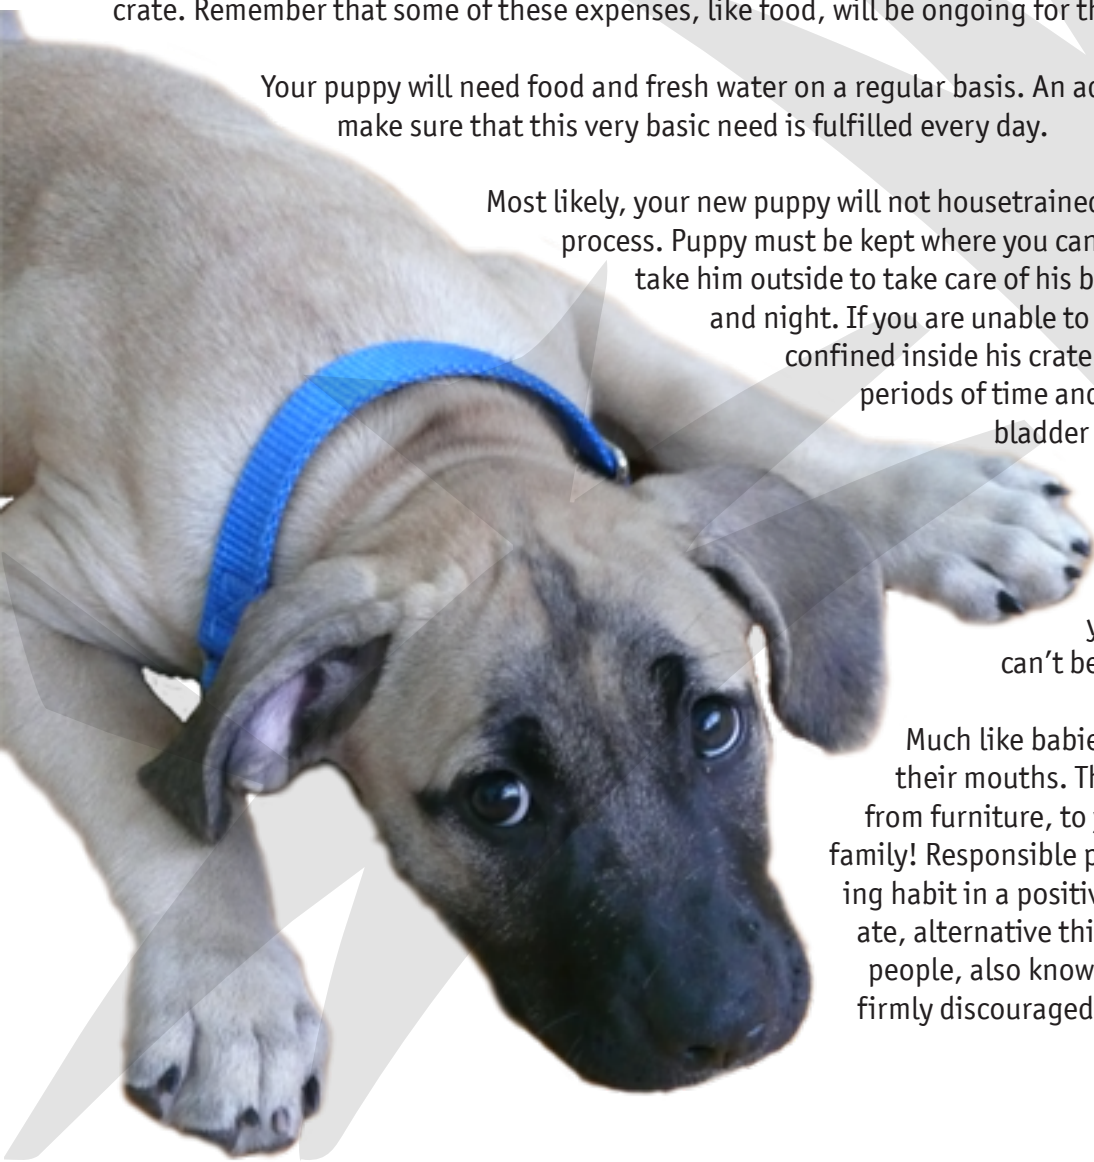 crate. Remember that some of these expenses, like food, will be ongoing for
Your puppy will need food and fresh water on a regular basis. An
make sure that this very basic need is fulfilled every day.
Most likely, your new puppy will not housetrained
process. Puppy must be kept where you can
take him outside to take care of his
and night. If you are unable to
confined inside his crate
periods of time and
bladder
can't be
Much like babie
their mouths.
from furniture, to
family! Responsible
ing habit in a
ate, alternative
people, also know
firmly discouraged